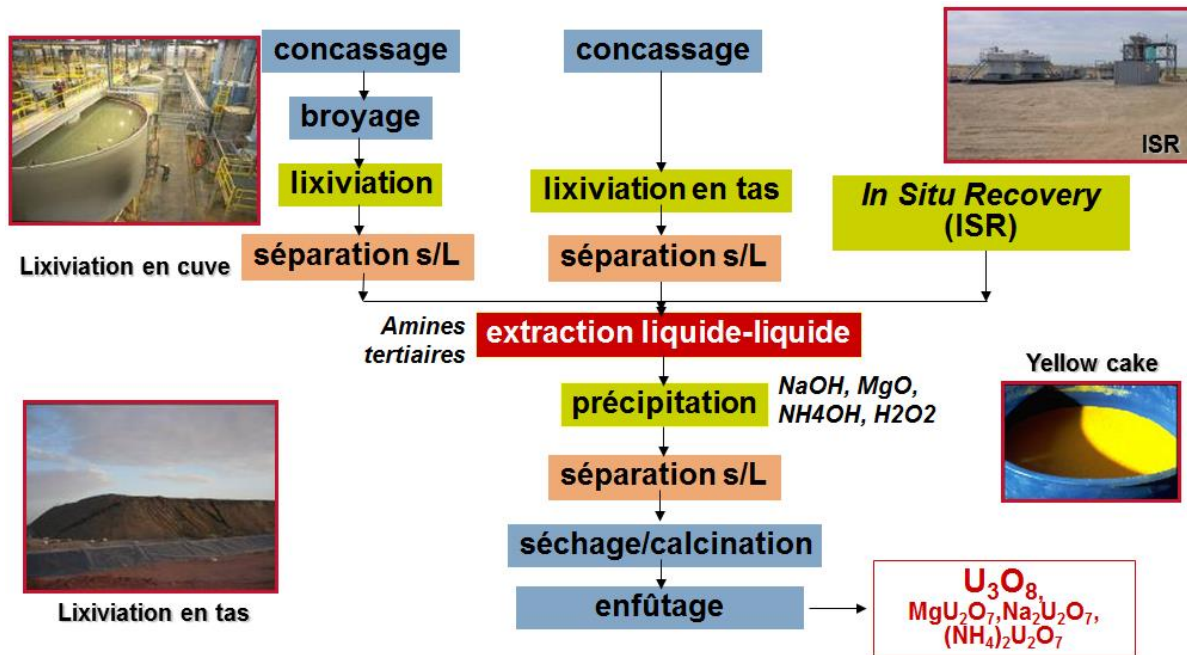 concassage
concassage
broyage
ISR
lixiviation
lixiviation en tas
In Situ Recovery
(ISR)
séparation s/L
séparation s/L
Lixiviation en cuve
Amines
tertiaires
extraction liquide-liquide
Yellow cake
précipitation
NaOH, MgO,
NH4OH, H2O2
séparation s/L
séchage/calcination
Lixiviation en tas
enfûtage
U₃O₈,
MgU₂O₇,Na₂U₂O₇,
(NH₄)₂U₂O₇